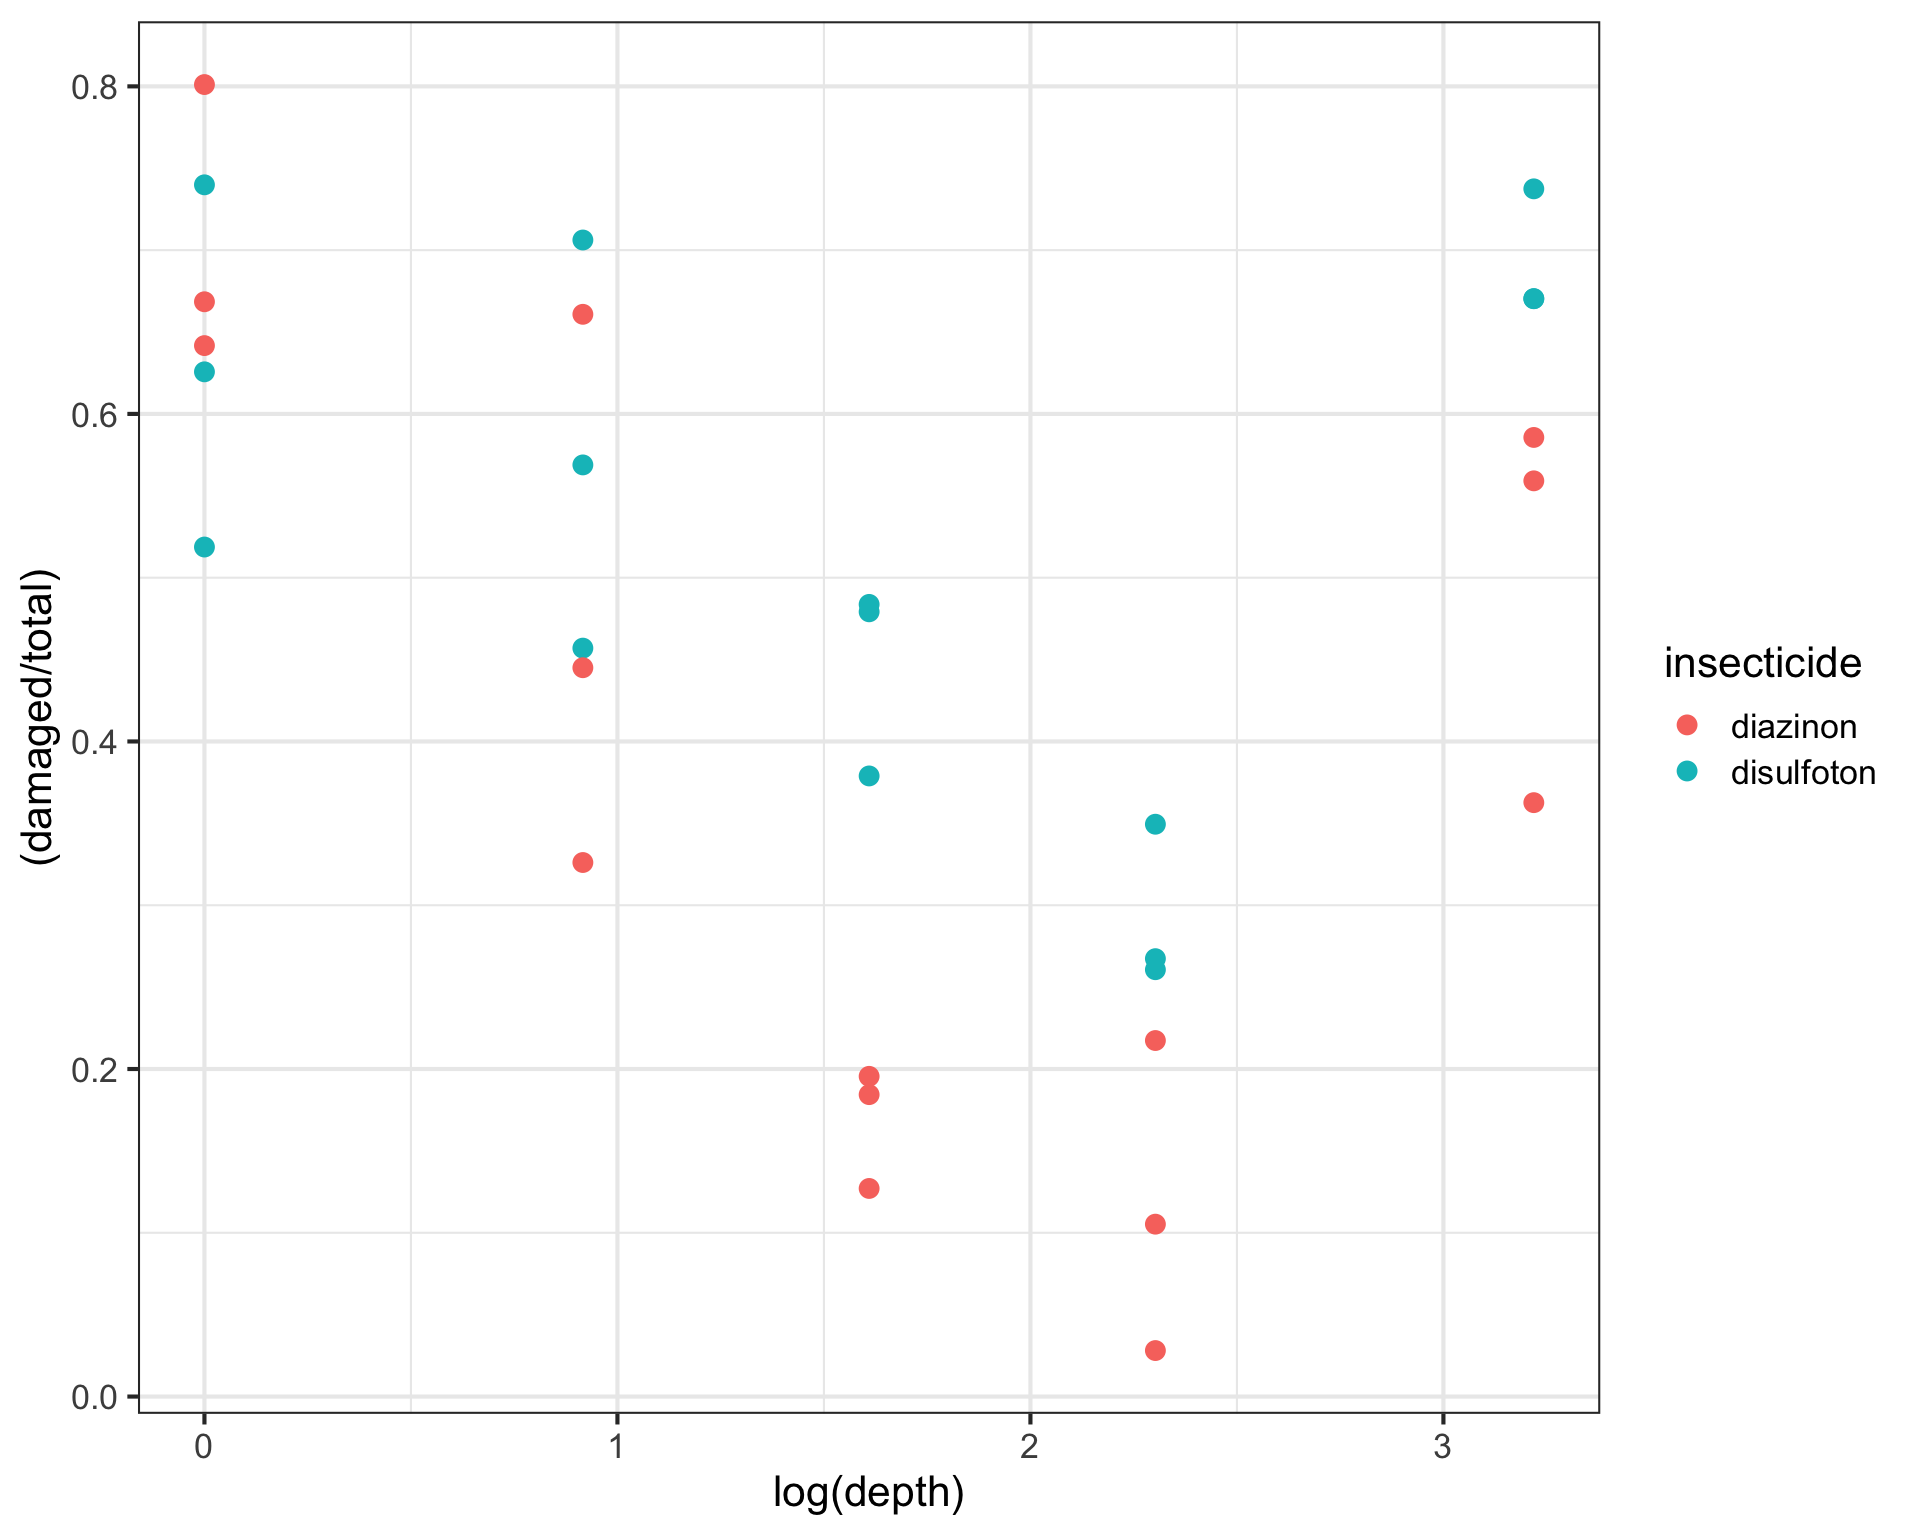 0.8
0.6
0.4
0.2
0.0
0 1 2 3
log(depth)
(damaged/total)
insecticide
diazinon
disulfoton